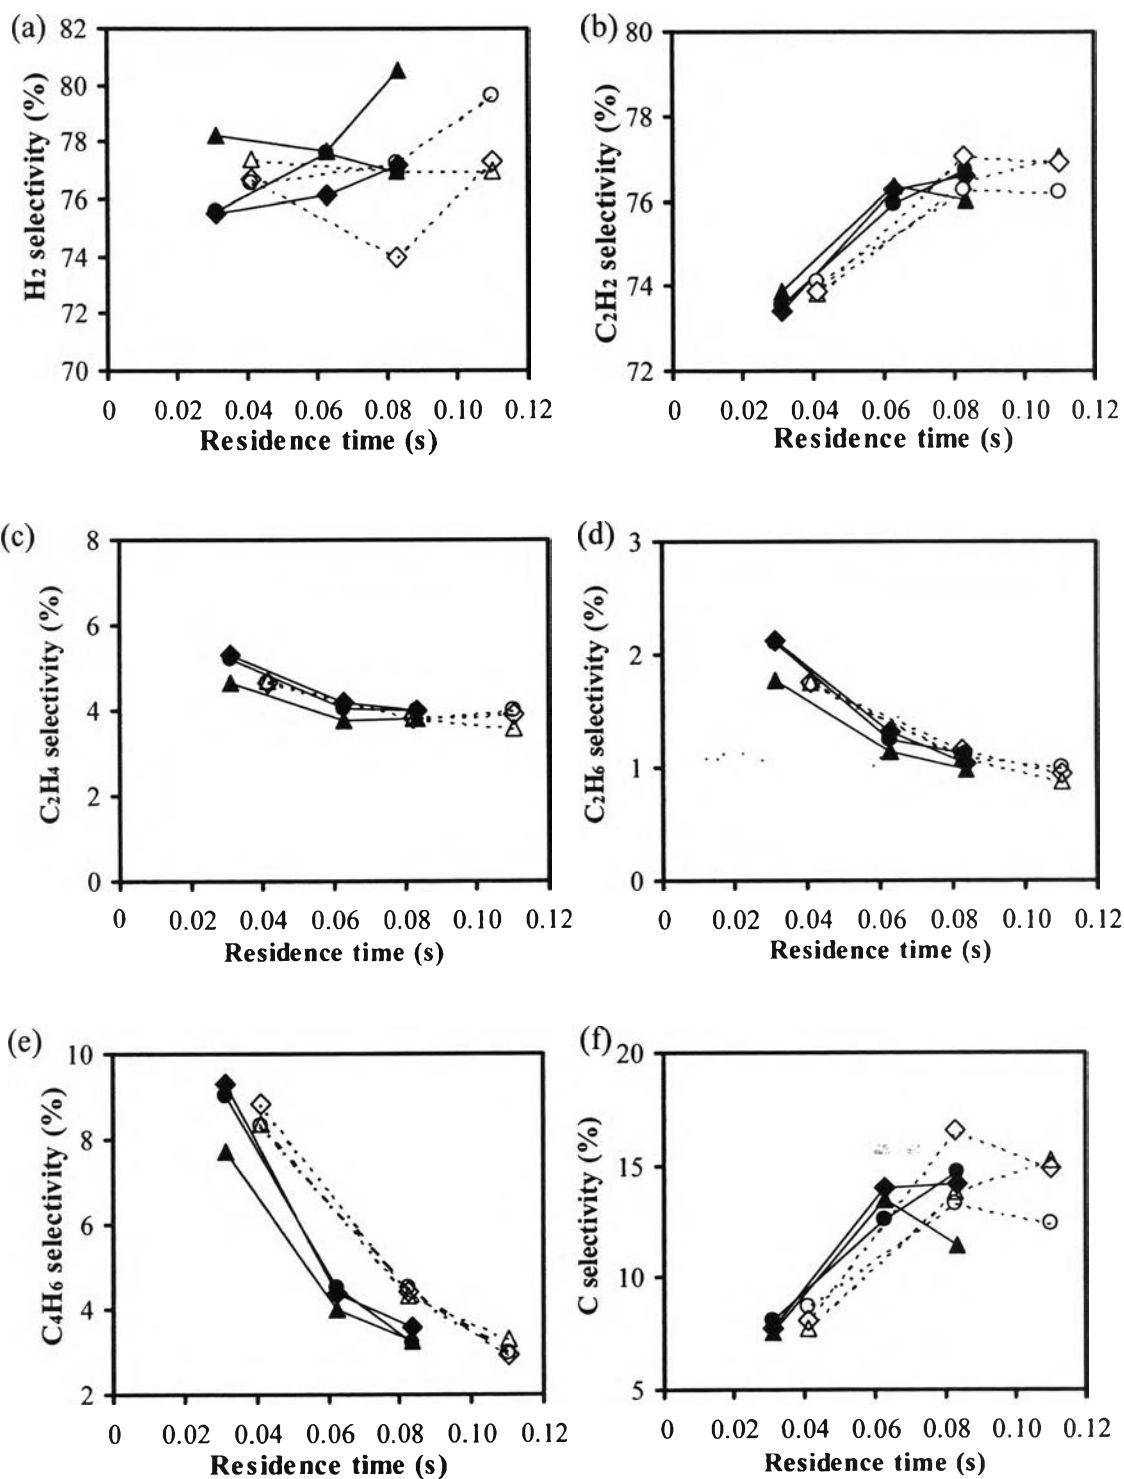 (a)
H2 selectivity (%)
82
80
78
76
74
72
70
0 0.02 0.04 0.06 0.08 0.10 0.12
Residence time (s)
(b)
C2H2 selectivity (%)
80
78
76
74
72
0 0.02 0.04 0.06 0.08 0.10 0.12
Residence time (s)
(c)
C2H4 selectivity (%)
8
6
4
2
0
0 0.02 0.04 0.06 0.08 0.10 0.12
Residence time (s)
(d)
C2H6 selectivity (%)
3
2
1
0
0 0.02 0.04 0.06 0.08 0.10 0.12
Residence time (s)
(e)
C4H6 selectivity (%)
10
8
6
4
2
0 0.02 0.04 0.06 0.08 0.10 0.12
Residence time (s)
(f)
C selectivity (%)
20
15
10
5
0 0.02 0.04 0.06 0.08 0.10 0.12
Residence time (s)